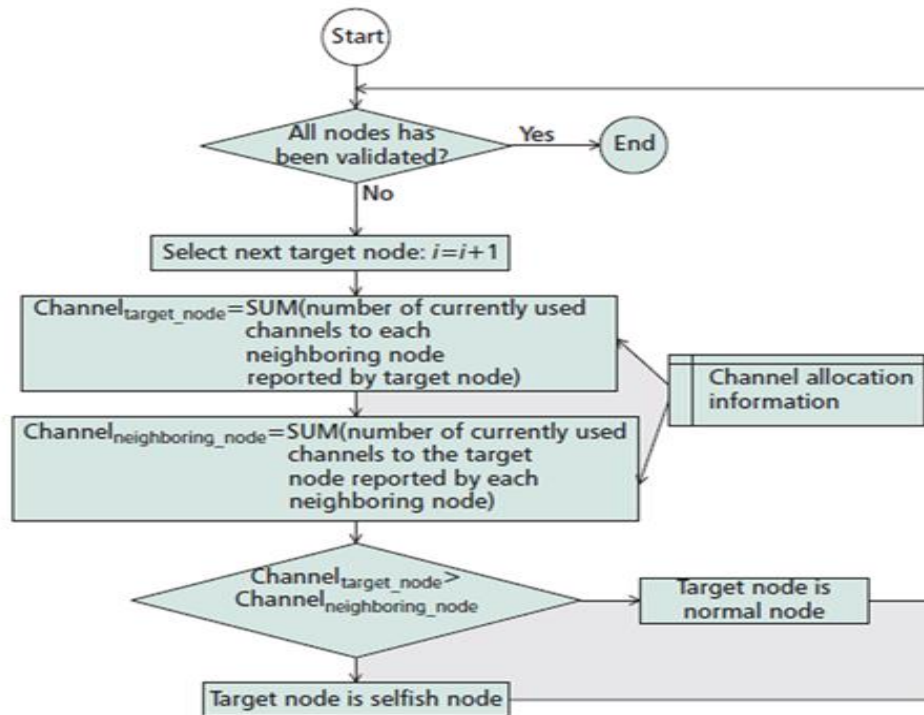 Start
All nodes has
been validated?
Yes
End
No
Select next target node: i=i+1
Channeltarget_node=SUM(number of currently used
channels to each
neighboring node
reported by target node)
Channel allocation
information
Channelneighboring_node=SUM(number of currently used
channels to the target
node reported by each
neighboring node)
Channeltarget_node>
Channelneighboring_node
Target node is
normal node
Target node is selfish node